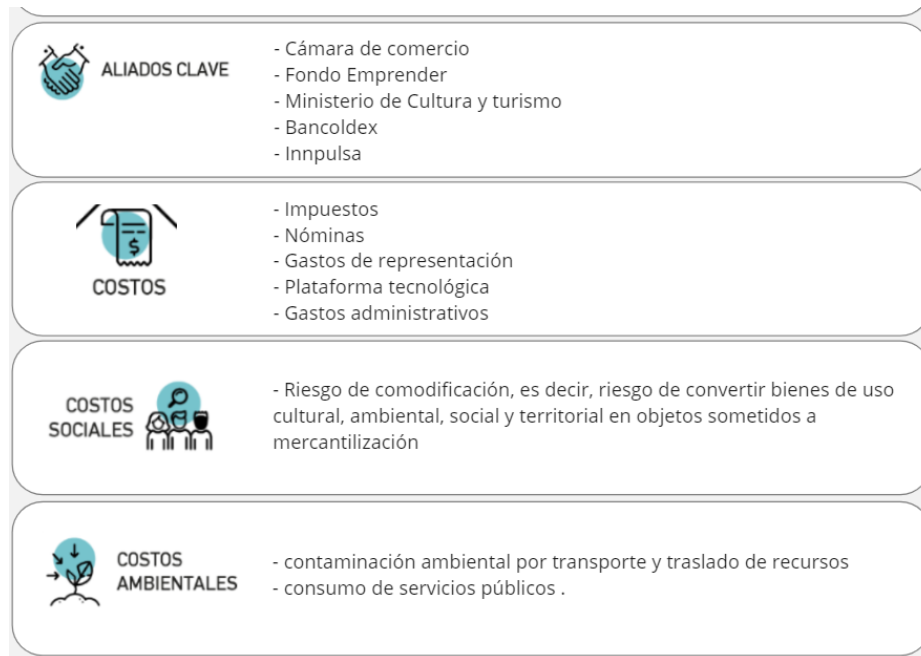 ALIADOS CLAVE
- Cámara de comercio
- Fondo Emprender
- Ministerio de Cultura y turismo
- Bancoldex
- Innpulsa
$
COSTOS
- Impuestos
- Nóminas
- Gastos de representación
- Plataforma tecnológica
- Gastos administrativos
COSTOS
SOCIALES
- Riesgo de comodificación, es decir, riesgo de convertir bienes de uso
cultural, ambiental, social y territorial en objetos sometidos a
mercantilización
COSTOS
AMBIENTALES
- contaminación ambiental por transporte y traslado de recursos
- consumo de servicios públicos .